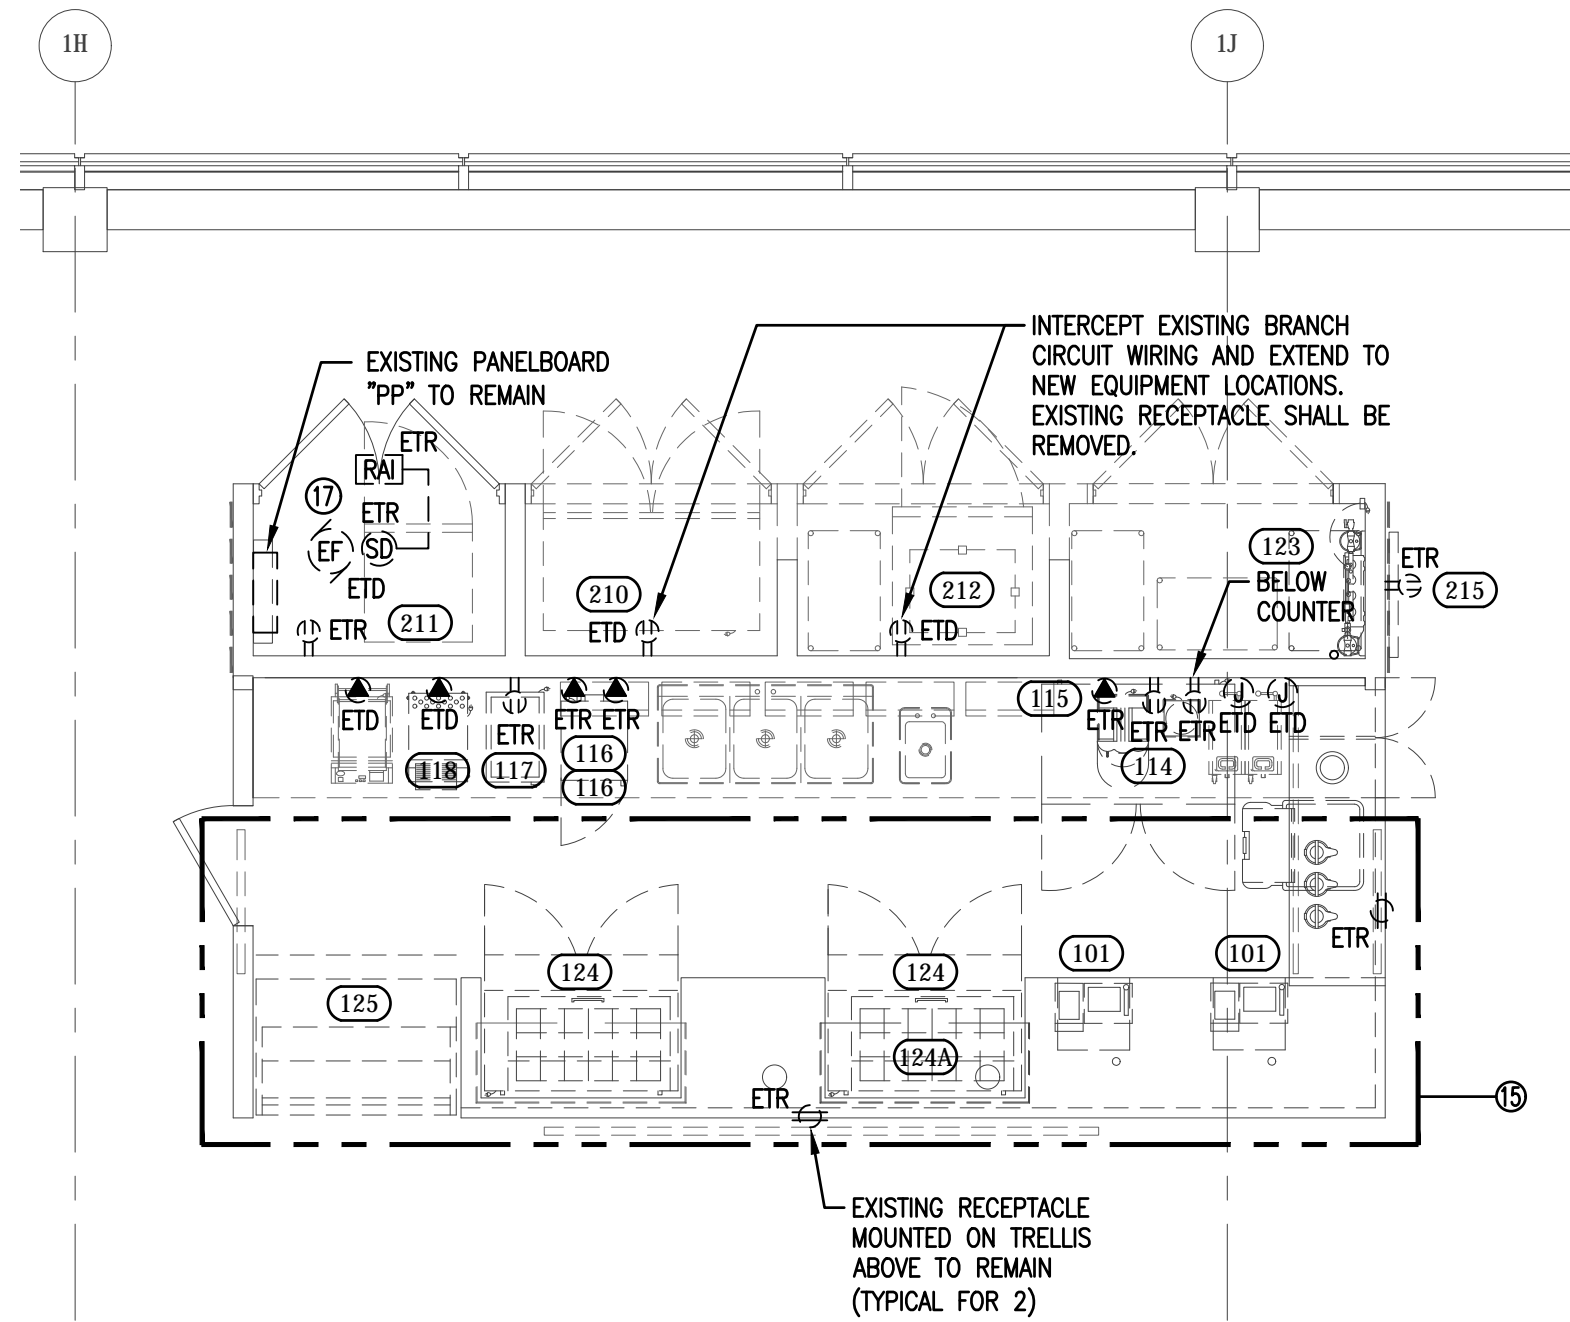 1H
1J
INTERCEPT EXISTING BRANCH
CIRCUIT WIRING AND EXTEND TO
NEW EQUIPMENT LOCATIONS.
EXISTING RECEPTACLE SHALL BE
REMOVED.
EXISTING PANELBOARD
"PP" TO REMAIN
ETR
RAI
17
ETR
EF
SD
ETD
ETR
211
210
ETD
212
ETD
123
BELOW
COUNTER
ETR
215
ETD
ETD
118
ETR
117
ETR
ETR
116
116
115
ETR
ETR
ETR
J
J
ETD
ETD
114
ETR
125
124
124
124A
101
101
ETR
15
EXISTING RECEPTACLE
MOUNTED ON TRELLIS
ABOVE TO REMAIN
(TYPICAL FOR 2)